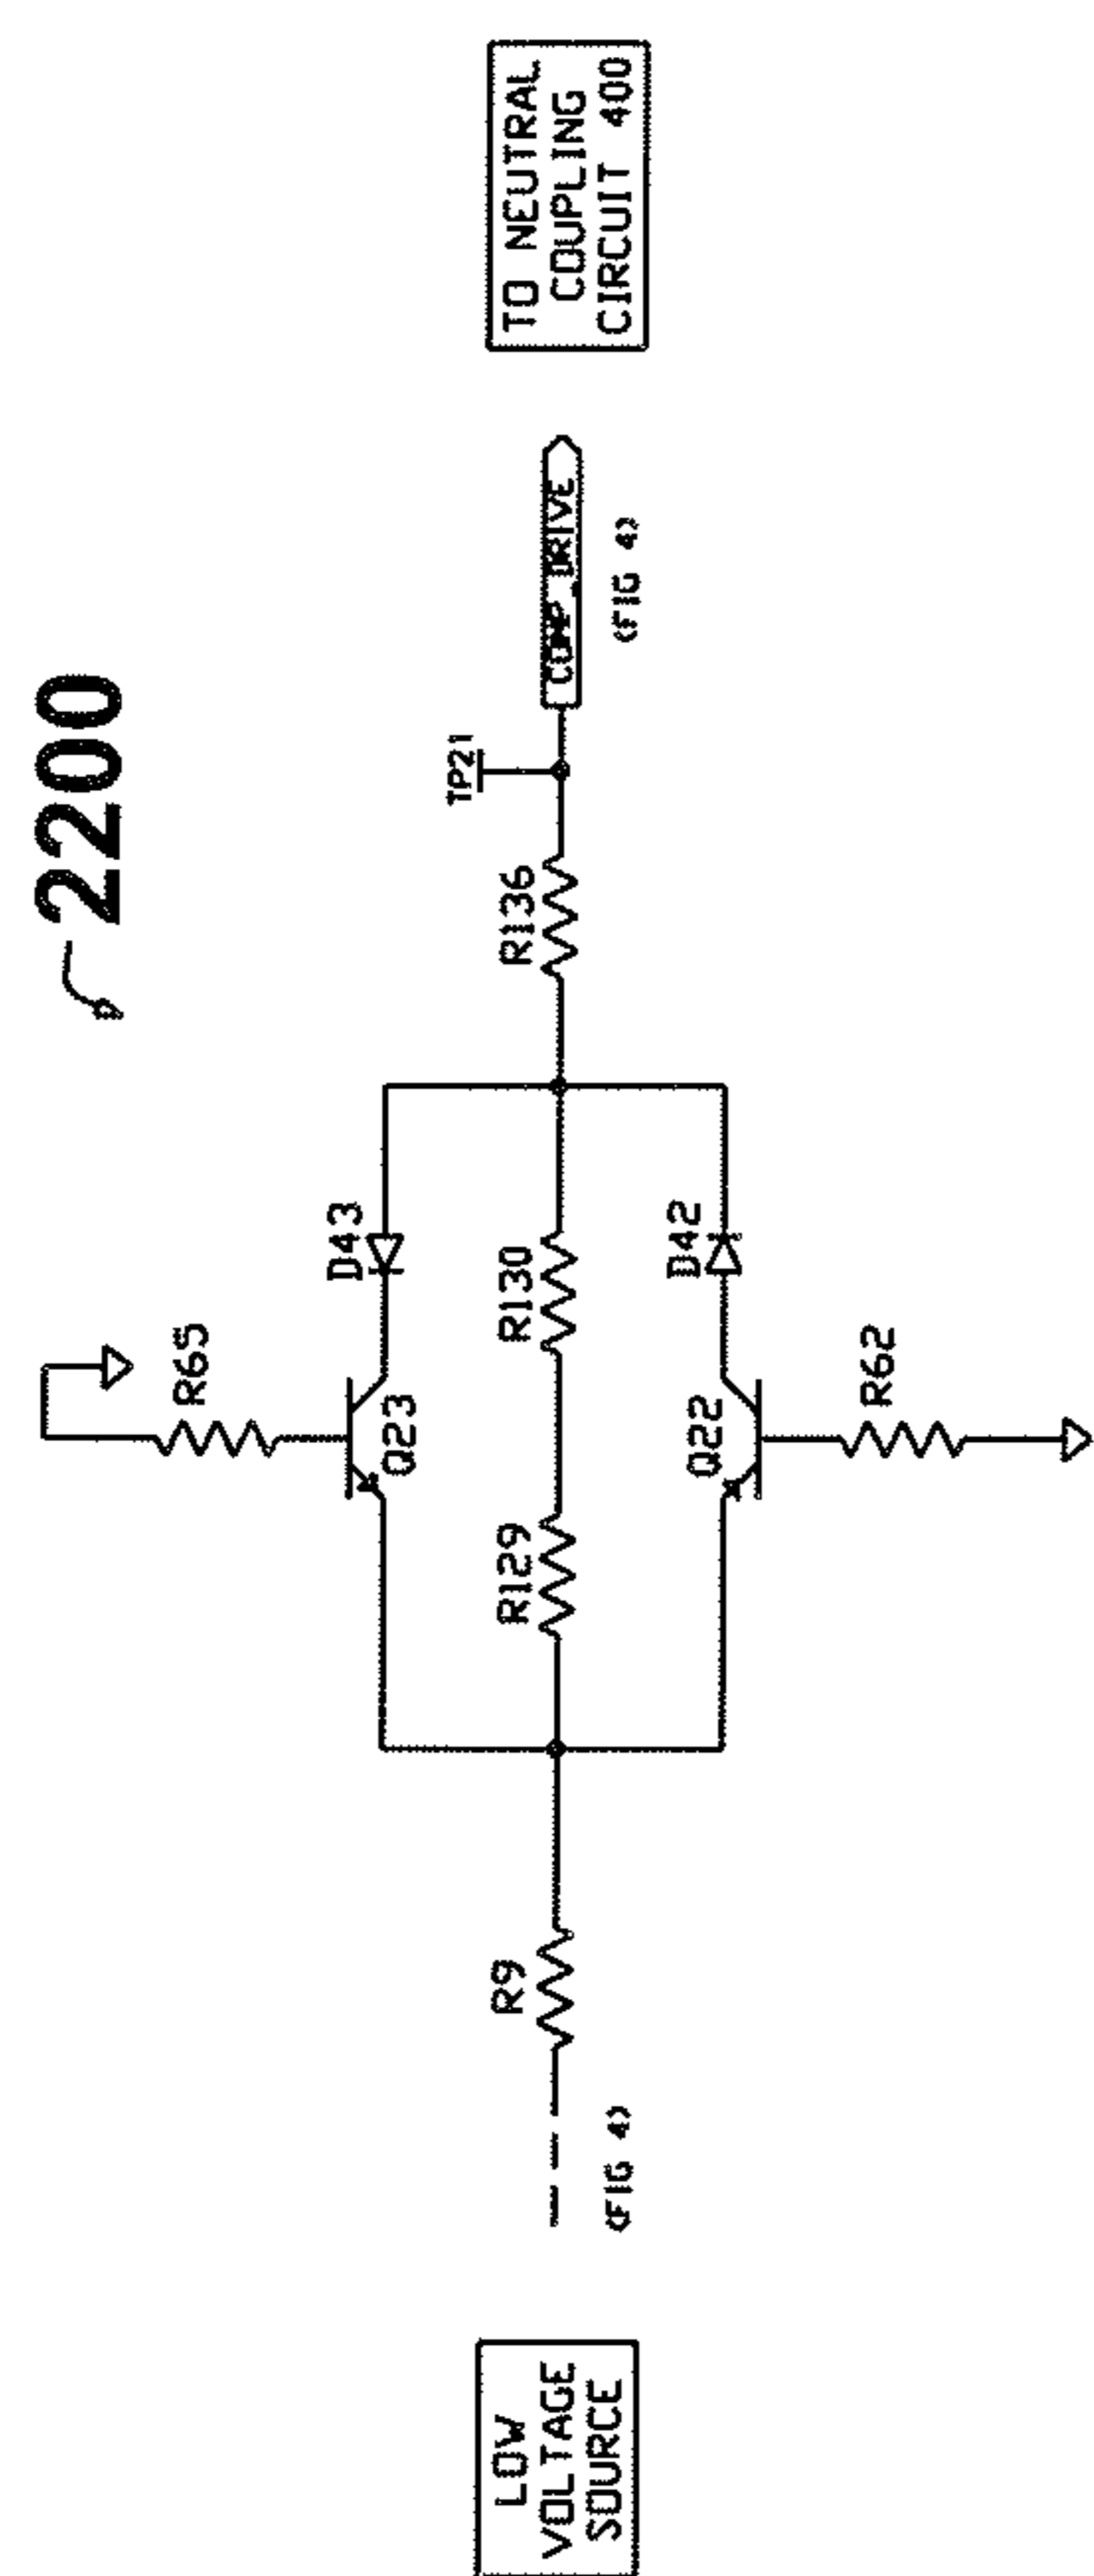 2200
LOW
VOLTAGE
SOURCE
(FIG 4)
R9
R129
R130
R65
Q23
D43
Q22
D42
R62
R136
TP21
COMP_DRIVE
(FIG 4)
TO NEUTRAL
COUPLING
CIRCUIT 400